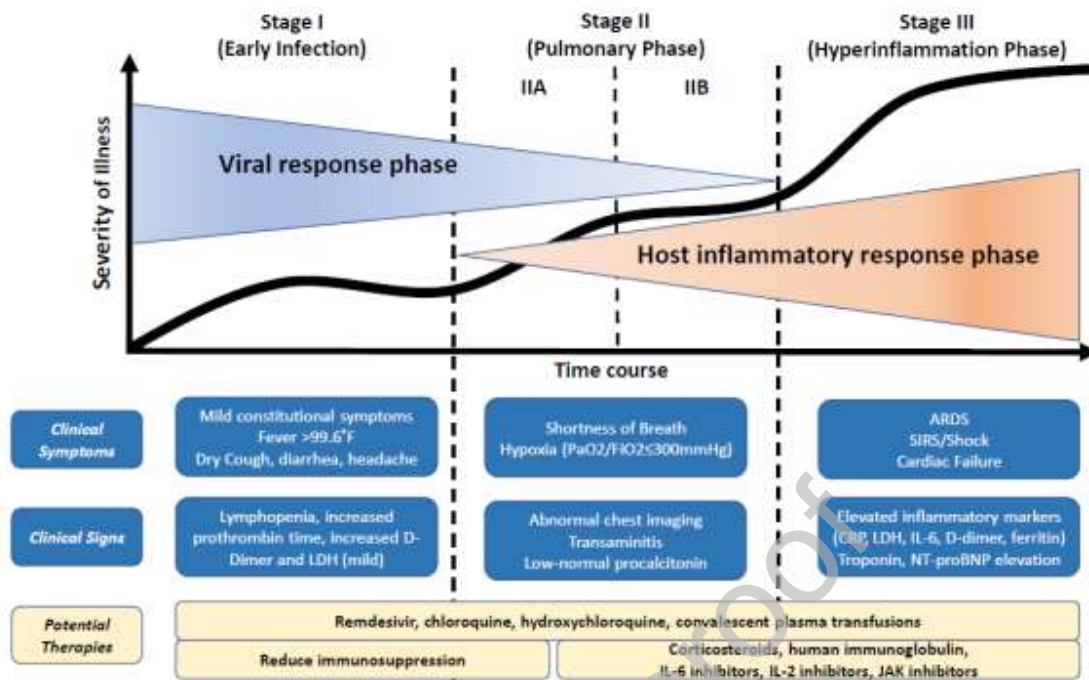 Stage I
(Early Infection)
Stage II
(Pulmonary Phase)
Stage III
(Hyperinflammation Phase)
IIA
IIB
Severity of Illness
Viral response phase
Host inflammatory response phase
Time course
Clinical
Symptoms
Mild constitutional symptoms
Fever >99.6°F
Dry Cough, diarrhea, headache
Shortness of Breath
Hypoxia (PaO2/FiO2≤300mmHg)
ARDS
SIRS/Shock
Cardiac Failure
Clinical Signs
Lymphopenia, increased
prothrombin time, increased D-
Dimer and LDH (mild)
Abnormal chest imaging
Transaminitis
Low-normal procalcitonin
Elevated inflammatory markers
(CRP, LDH, IL-6, D-dimer, ferritin)
Troponin, NT-proBNP elevation
Potential
Therapies
Remdesivir, chloroquine, hydroxychloroquine, convalescent plasma transfusions
Reduce immunosuppression
Corticosteroids, human immunoglobulin,
IL-6 inhibitors, IL-2 inhibitors, JAK inhibitors
roof